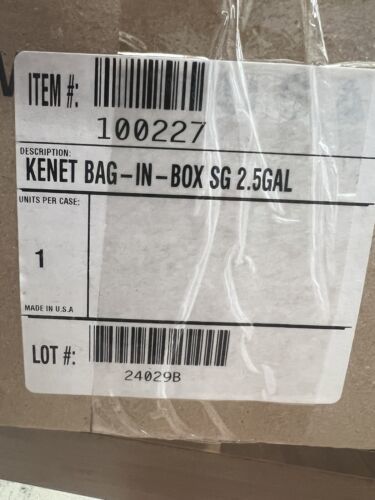 ITEM #:
100227
DESCRIPTION:
KENET BAG-IN-BOX SG 2.5GAL
UNITS PER CASE:
1
MADE IN U.S.A
LOT #:
24029B